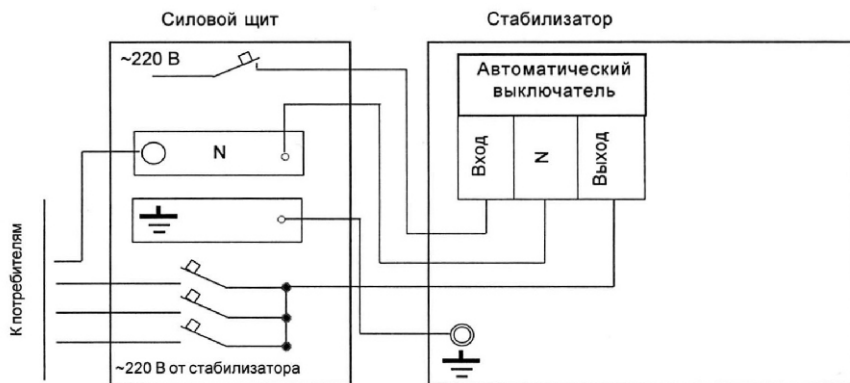 Силовой щит
Стабилизатор
~220 В
Автоматический
выключатель
N
Вход
N
Выход
К потребителям
~220 В от стабилизатора